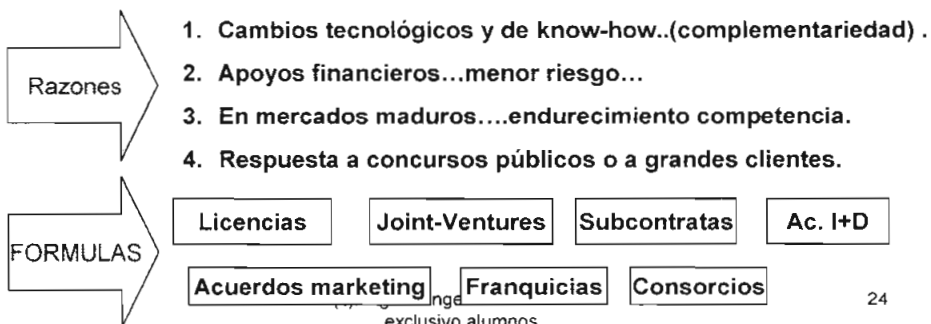 Razones
1. Cambios tecnológicos y de know-how..(complementariedad) .
2. Apoyos financieros...menor riesgo...
3. En mercados maduros....endurecimiento competencia.
4. Respuesta a concursos públicos o a grandes clientes.
FORMULAS
Licencias Joint-Ventures Subcontratas Ac. I+D
Acuerdos marketing Franquicias Consorcios
24
exclusivo alumnos